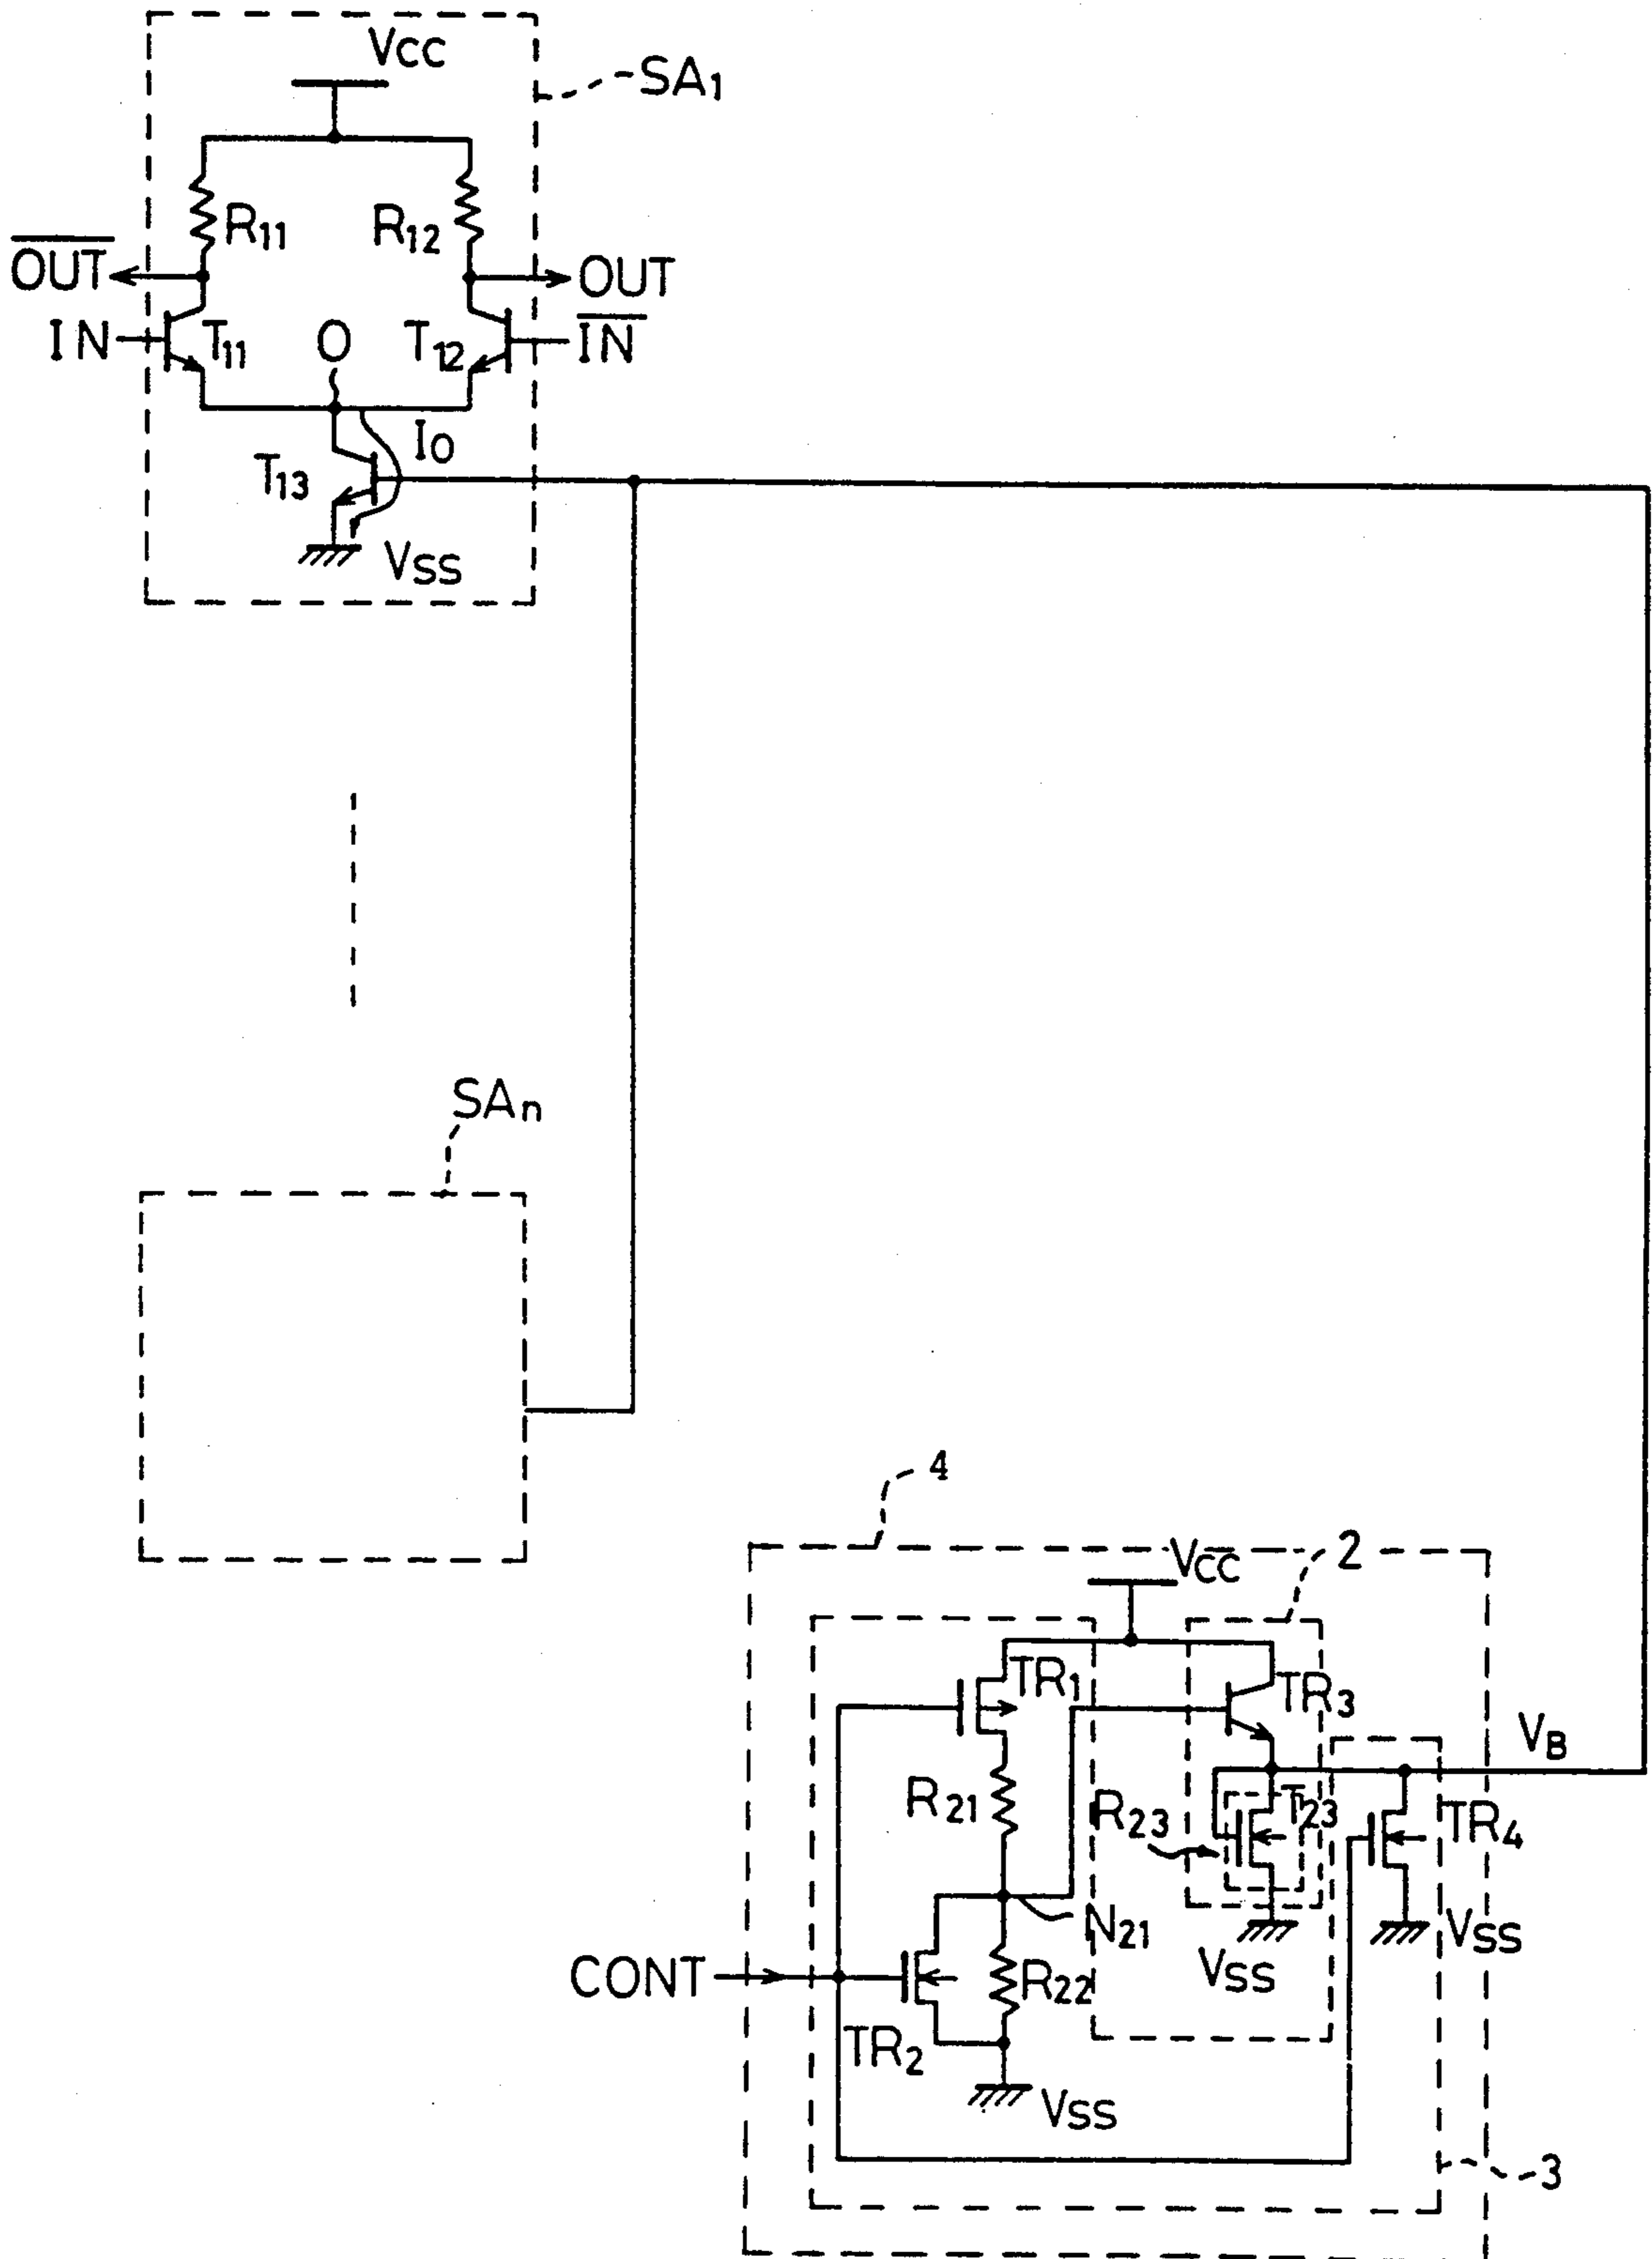 VCC
SA1
R11
R12
OUT
OUT
IN
T11
O
T12
IN
IO
T13
VSS
SAn
4
VCC
2
TR1
TR3
VB
R21
R23
T23
TR4
N21
VSS
VSS
CONT
R22
TR2
VSS
3